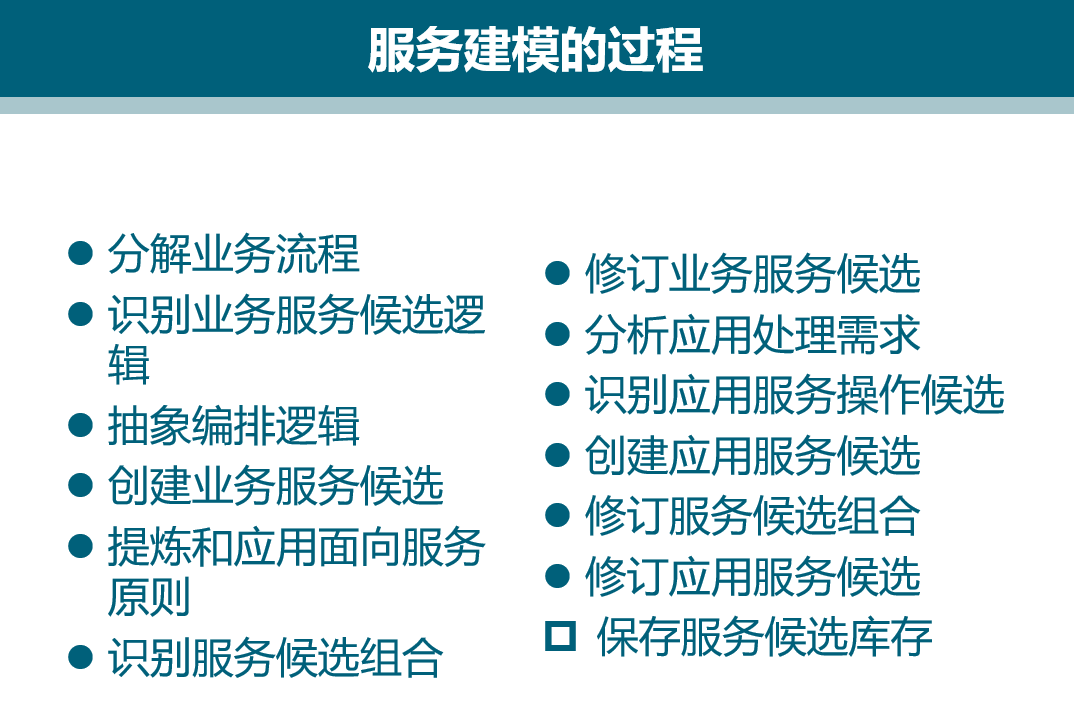 服务建模的过程
分解业务流程
识别业务服务候选逻
辑
抽象编排逻辑
创建业务服务候选
提炼和应用面向服务
原则
识别服务候选组合
修订业务服务候选
分析应用处理需求
识别应用服务操作候选
创建应用服务候选
修订服务候选组合
修订应用服务候选
保存服务候选库存